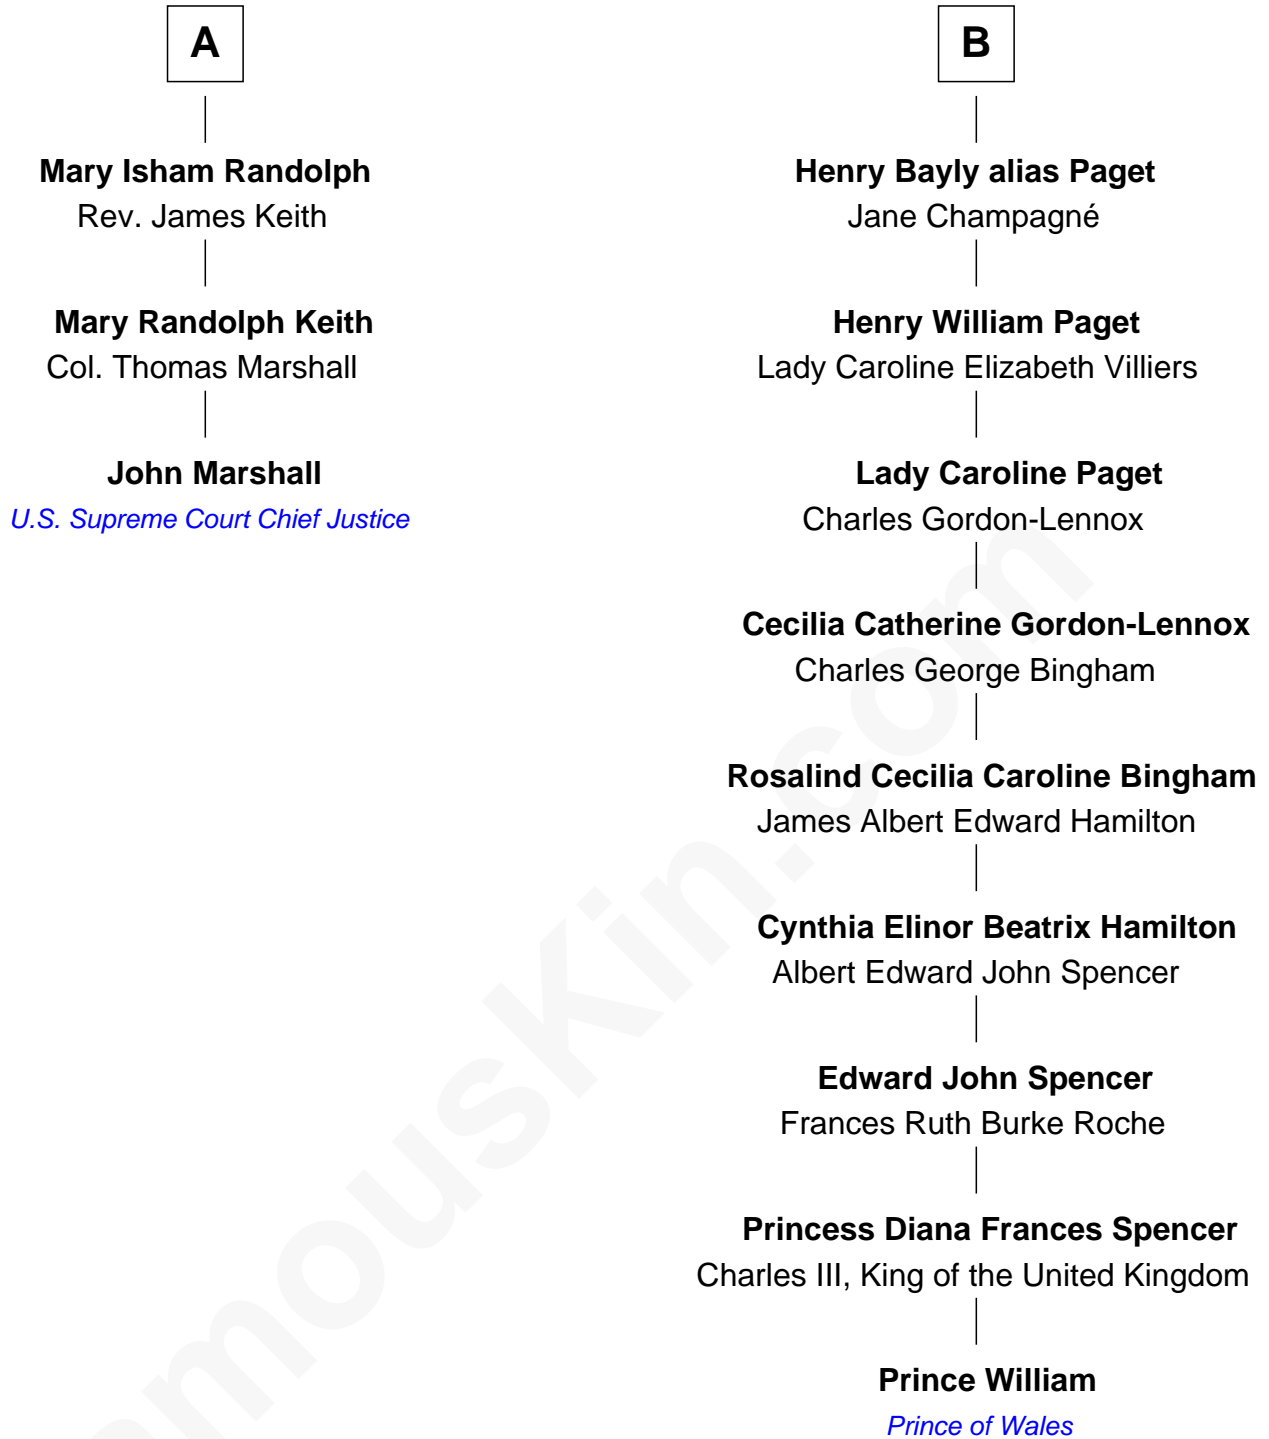 A
Mary Isham Randolph
Rev. James Keith
Mary Randolph Keith
Col. Thomas Marshall
John Marshall
U.S. Supreme Court Chief Justice
B
Henry Bayly alias Paget
Jane Champagné
Henry William Paget
Lady Caroline Elizabeth Villiers
Lady Caroline Paget
Charles Gordon-Lennox
Cecilia Catherine Gordon-Lennox
Charles George Bingham
Rosalind Cecilia Caroline Bingham
James Albert Edward Hamilton
Cynthia Elinor Beatrix Hamilton
Albert Edward John Spencer
Edward John Spencer
Frances Ruth Burke Roche
Princess Diana Frances Spencer
Charles III, King of the United Kingdom
Prince William
Prince of Wales
amouskin.com